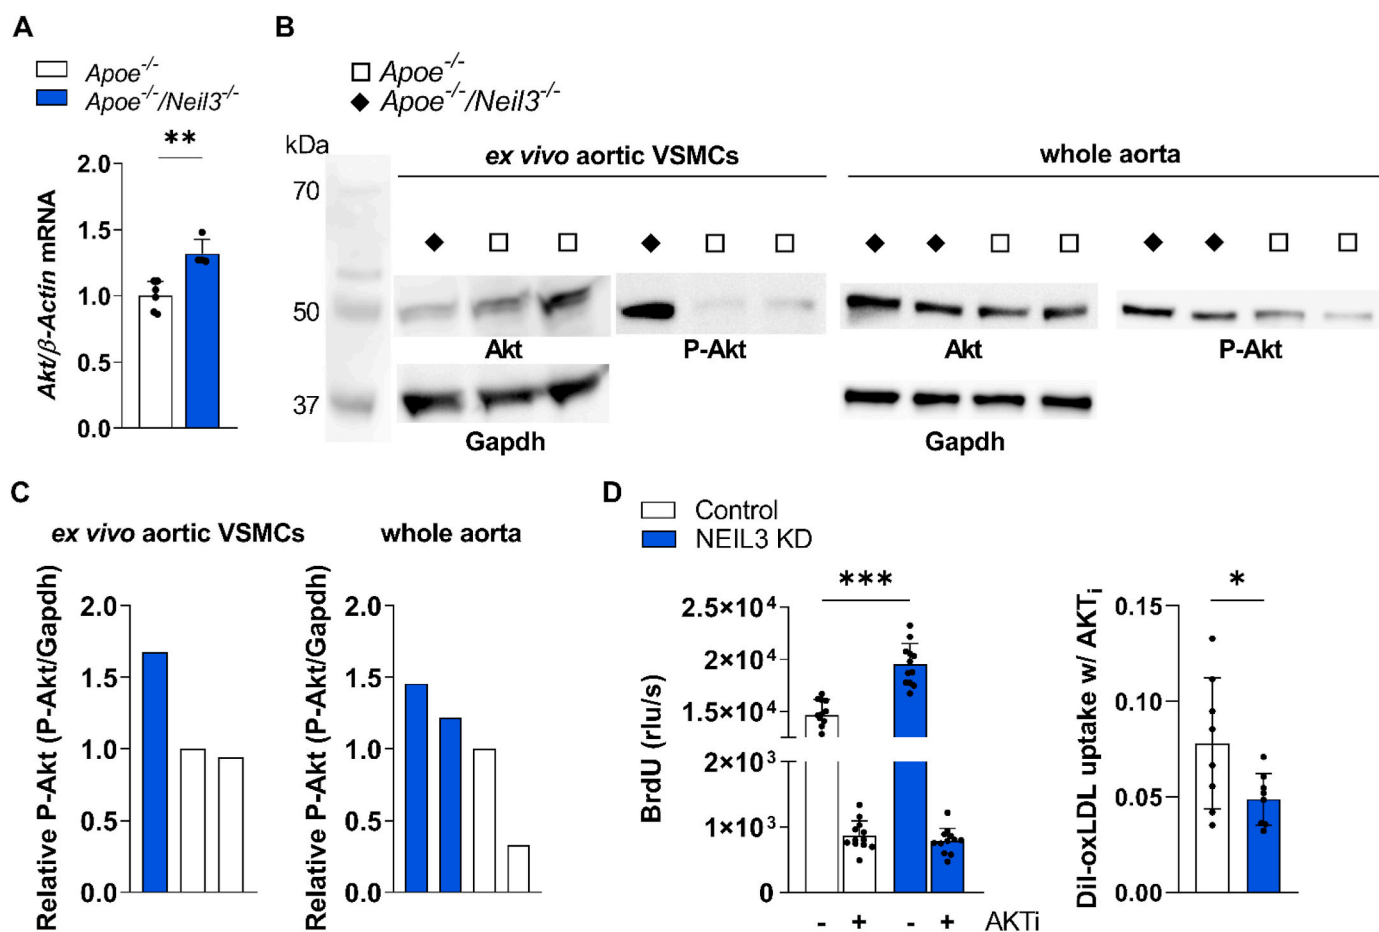 A
Apoe-/-
Apoe-/-/Neil3-/-
**
Akt/β-Actin mRNA
2.0
1.5
1.0
0.5
0.0
B
Apoe-/-
Apoe-/-/Neil3-/-
kDa
ex vivo aortic VSMCs
whole aorta
70
50
Akt
P-Akt
Akt
P-Akt
37
Gapdh
Gapdh
C
ex vivo aortic VSMCs
Relative P-Akt (P-Akt/Gapdh)
2.0
1.5
1.0
0.5
0.0
whole aorta
Relative P-Akt (P-Akt/Gapdh)
2.0
1.5
1.0
0.5
0.0
D
Control
NEIL3 KD
***
BrdU (rlu/s)
2.5×10⁴
2×10⁴
1.5×10⁴
2×10³
1×10³
0
- + - + AKTi
*
Dil-oxLDL uptake w/ AKTi
0.15
0.10
0.05
0.00